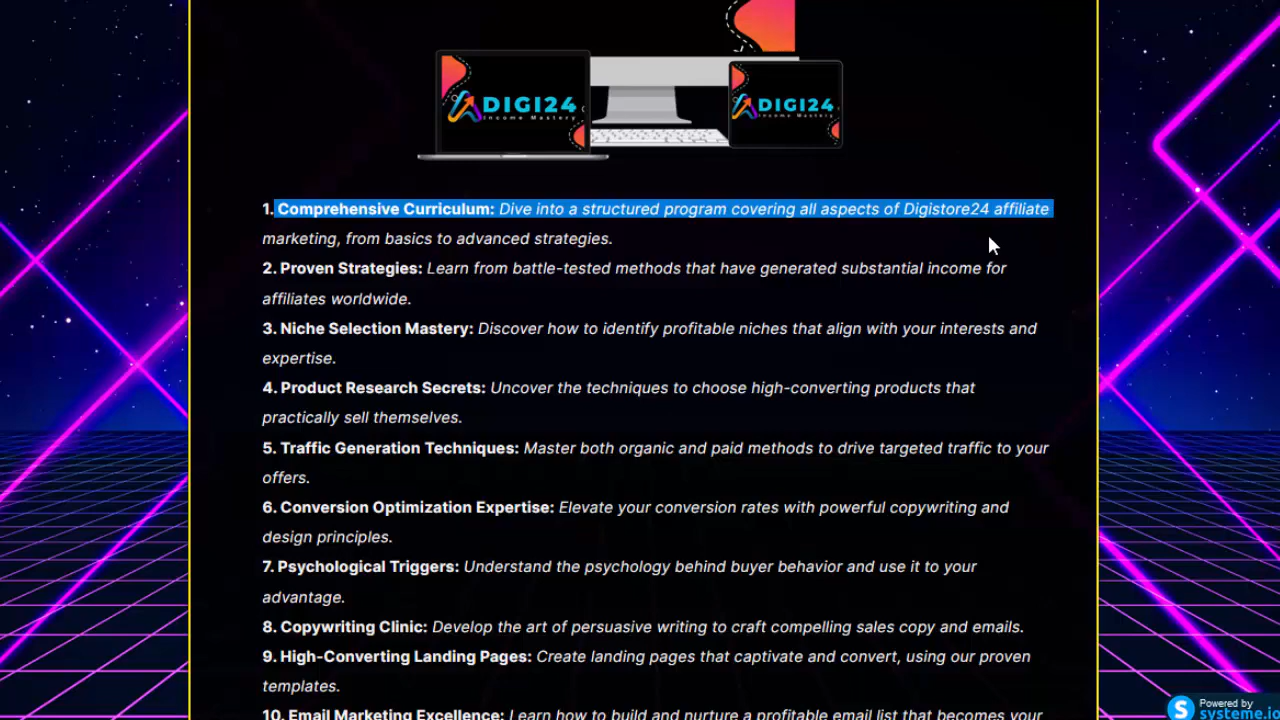 DIGI24
Income Mastery
DIGI24
Income Mastery
1. Comprehensive Curriculum: Dive into a structured program covering all aspects of Digistore24 affiliate
marketing, from basics to advanced strategies.
2. Proven Strategies: Learn from battle-tested methods that have generated substantial income for
affiliates worldwide.
3. Niche Selection Mastery: Discover how to identify profitable niches that align with your interests and
expertise.
4. Product Research Secrets: Uncover the techniques to choose high-converting products that
practically sell themselves.
5. Traffic Generation Techniques: Master both organic and paid methods to drive targeted traffic to your
offers.
6. Conversion Optimization Expertise: Elevate your conversion rates with powerful copywriting and
design principles.
7. Psychological Triggers: Understand the psychology behind buyer behavior and use it to your
advantage.
8. Copywriting Clinic: Develop the art of persuasive writing to craft compelling sales copy and emails.
9. High-Converting Landing Pages: Create landing pages that captivate and convert, using our proven
templates.
10. Email Marketing Excellence: Learn how to build and nurture a profitable email list that becomes your
Powered by
systeme.io